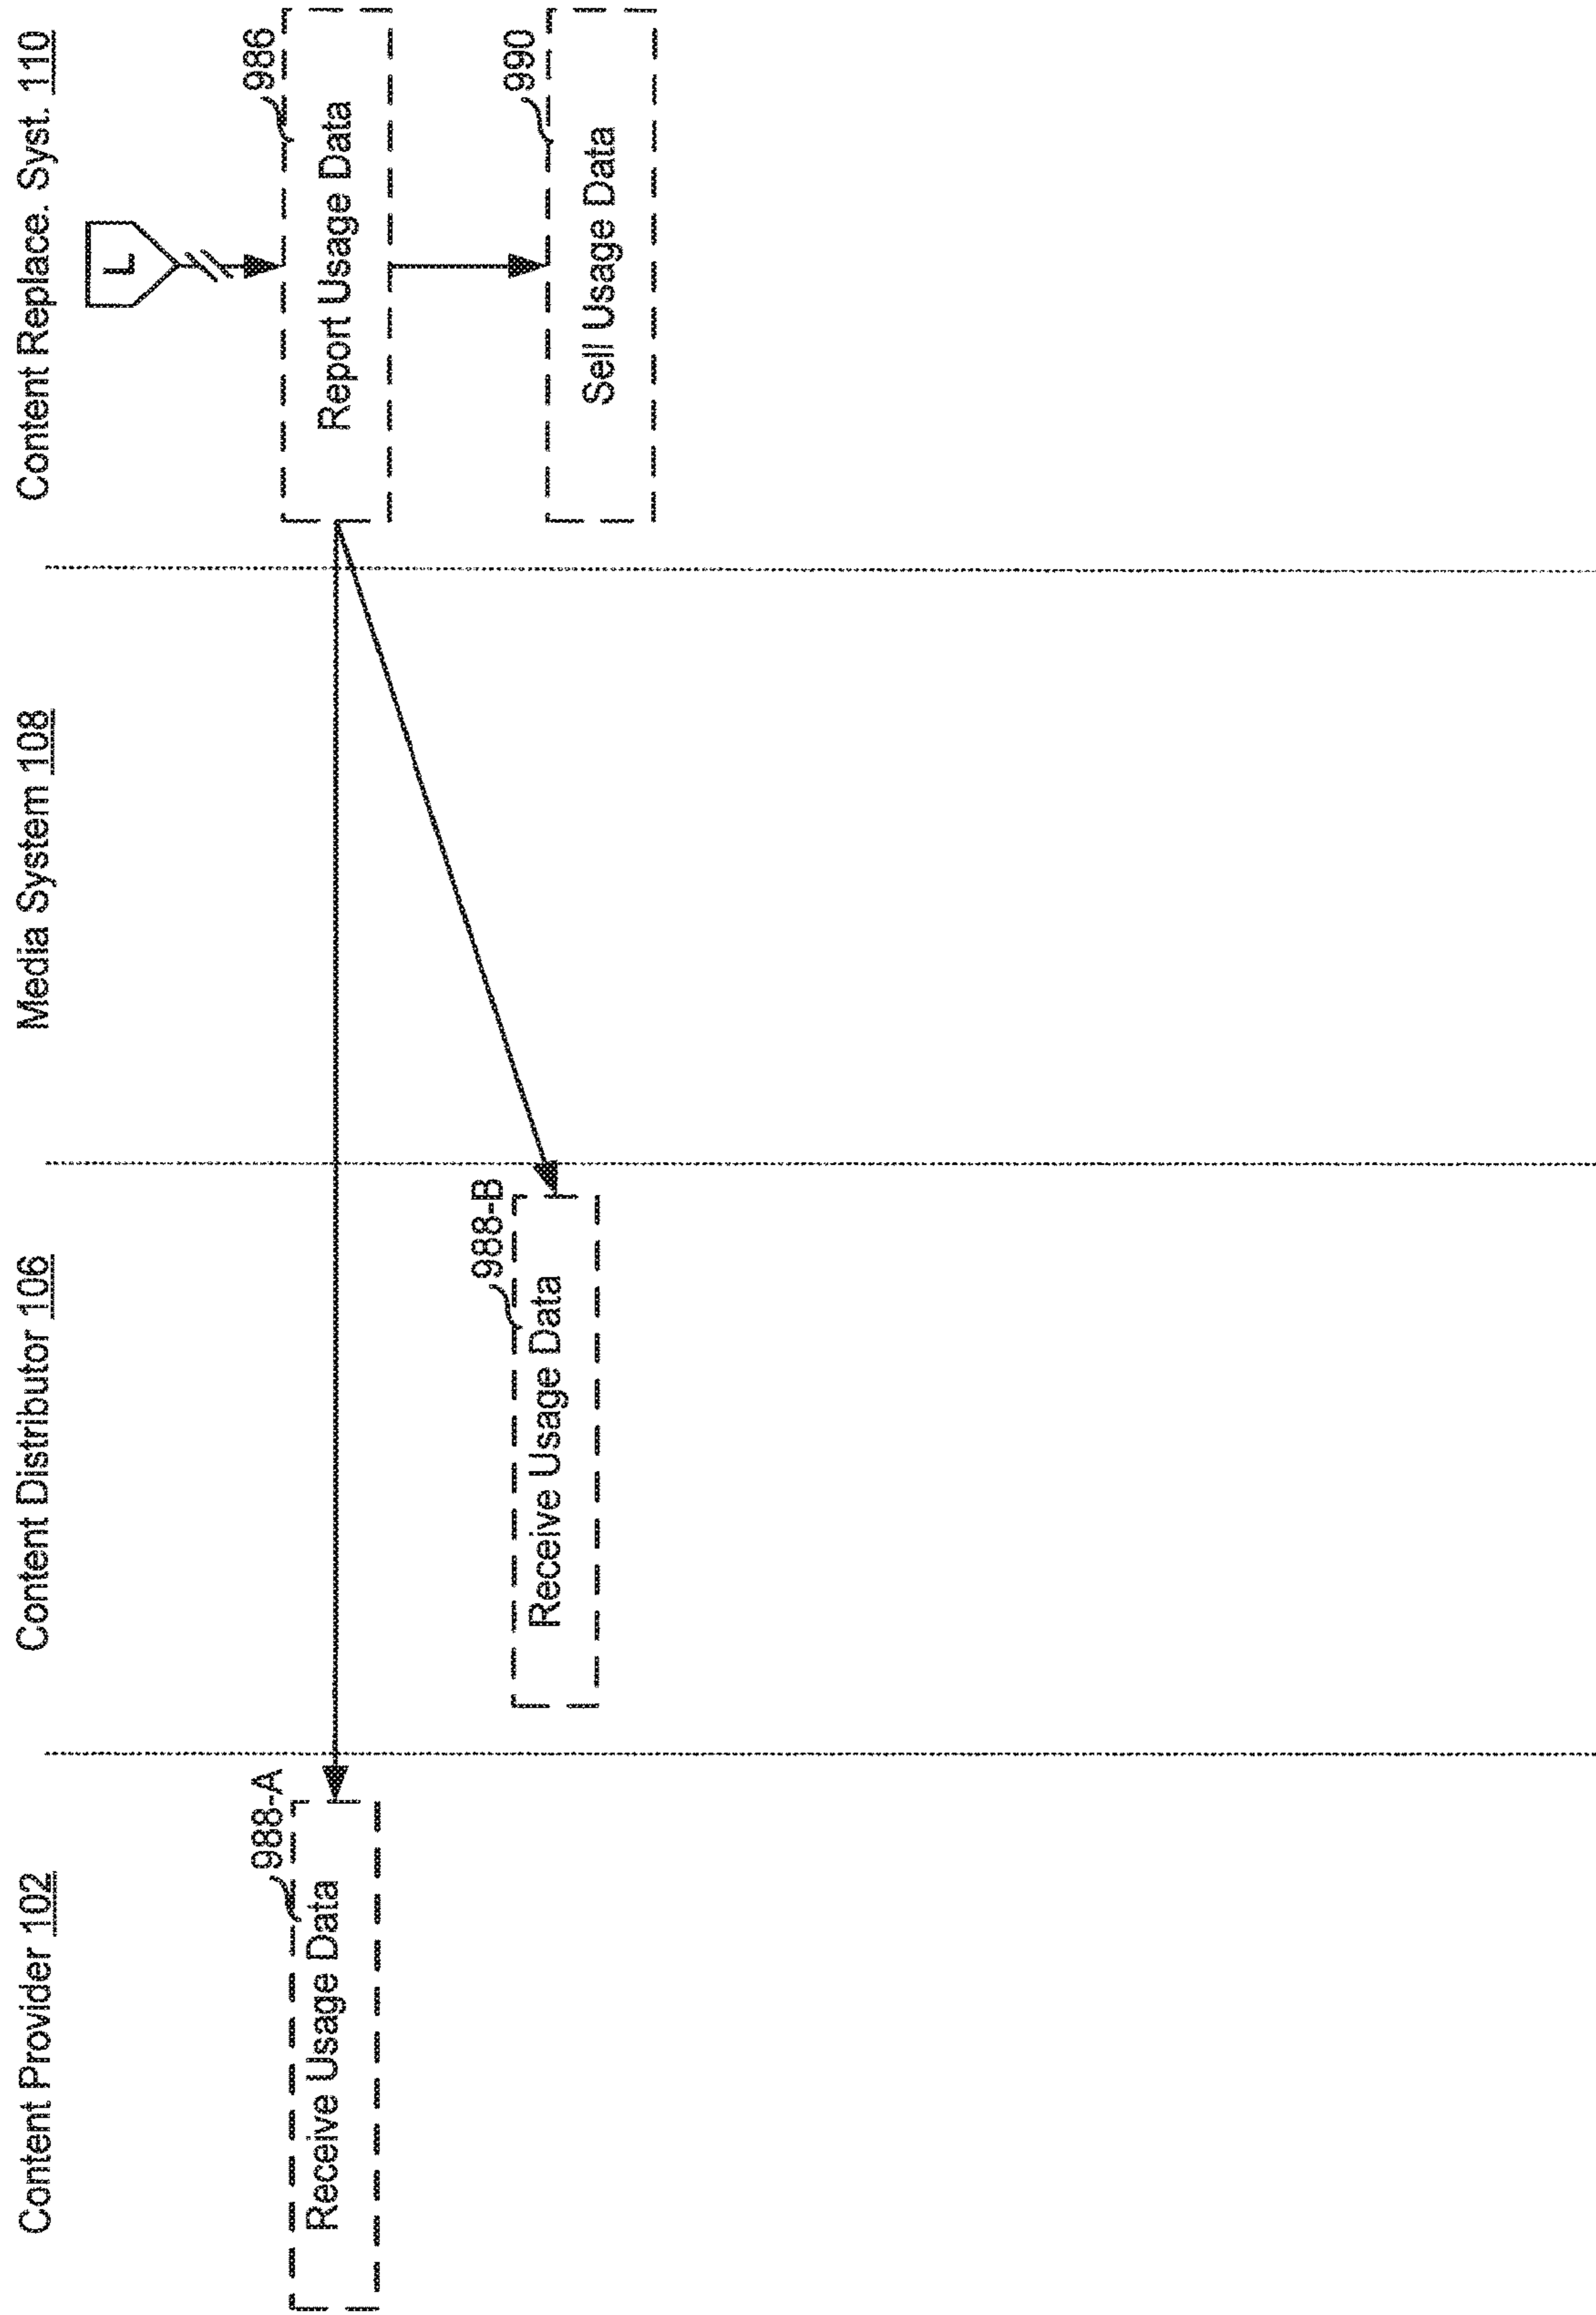 Content Provider 102
Content Distributor 106
Media System 108
Content Replace. Syst. 110
L
986
Report Usage Data
988-A
Receive Usage Data
988-B
Receive Usage Data
990
Sell Usage Data